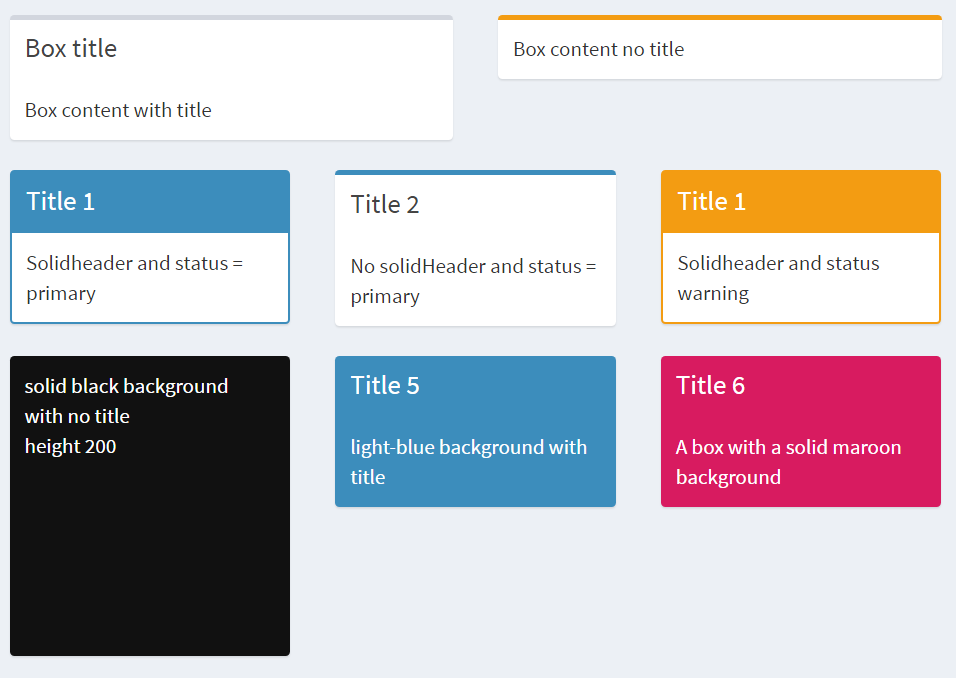 Box title
Box content with title
Box content no title
Title 1
Solidheader and status =
primary
Title 2
No solidHeader and status =
primary
Title 1
Solidheader and status
warning
solid black background
with no title
height 200
Title 5
light-blue background with
title
Title 6
A box with a solid maroon
background